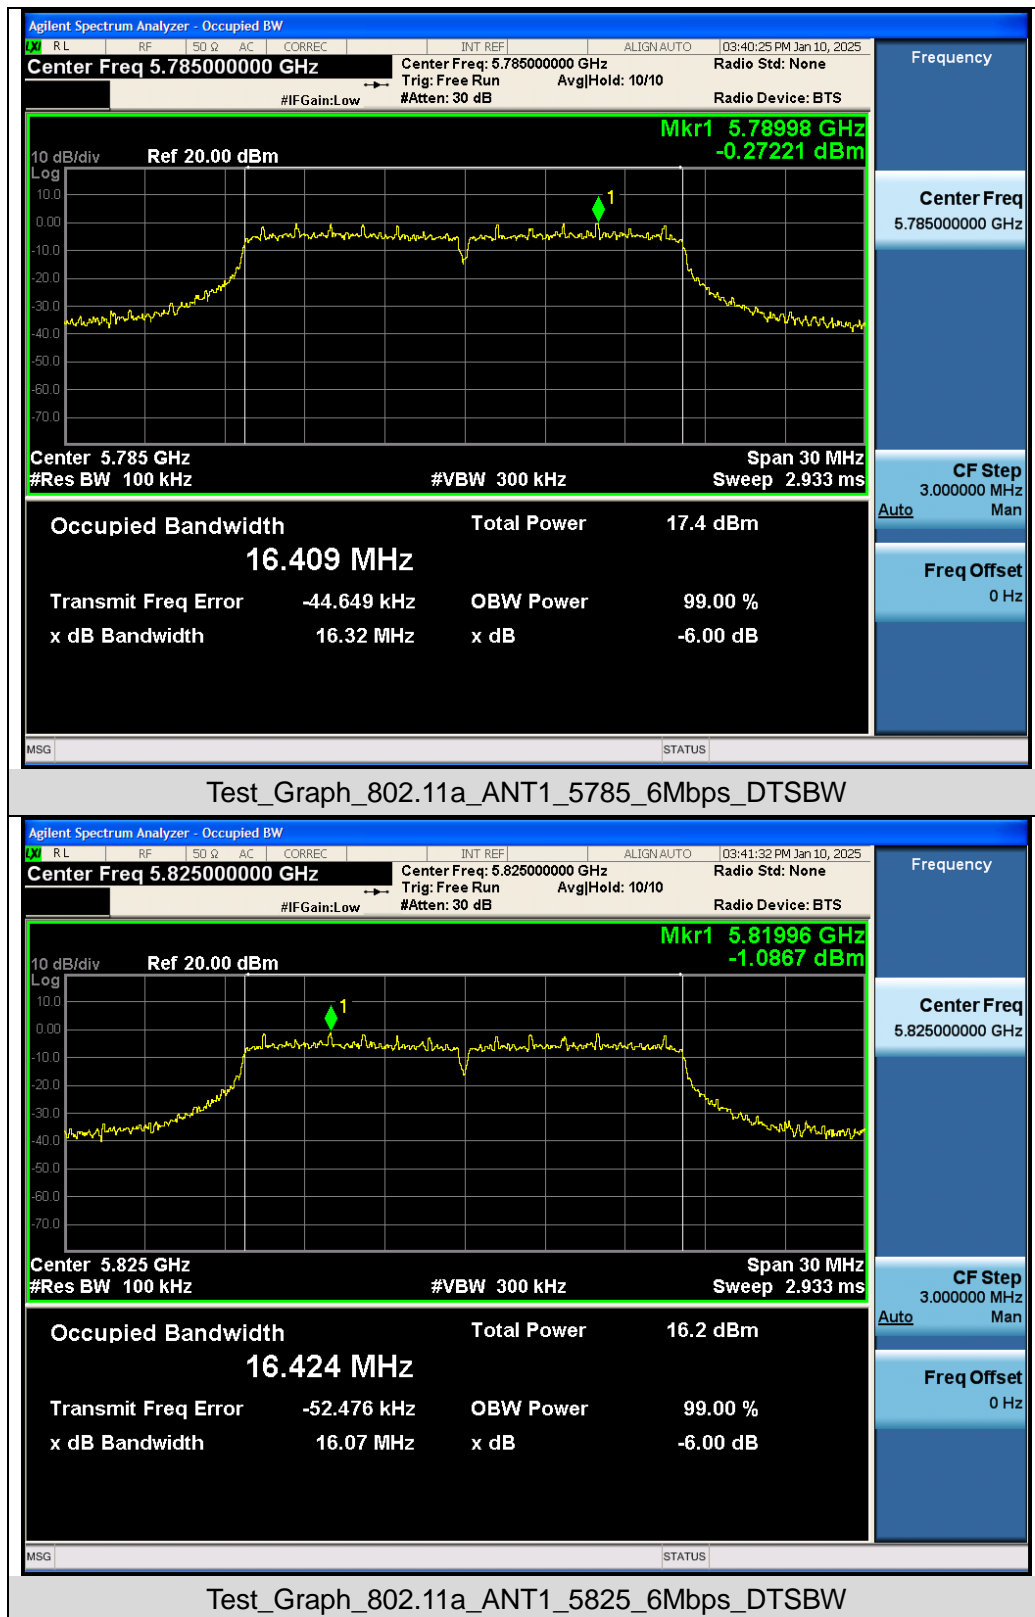 Agilent Spectrum Analyzer - Occupied BW
LXI RL RF 50 Ω AC CORREC INT REF ALIGN AUTO 03:40:25 PM Jan 10, 2025
Center Freq 5.785000000 GHz
Center Freq: 5.785000000 GHz Radio Std: None
Trig: Free Run Avg|Hold: 10/10
#IFGain:Low #Atten: 30 dB Radio Device: BTS
Frequency
Mkr1 5.78998 GHz
-0.27221 dBm
10 dB/div Ref 20.00 dBm
Log
10.0
0.00
-10.0
-20.0
-30.0
-40.0
-50.0
-60.0
-70.0
1
Center 5.785 GHz Span 30 MHz
#Res BW 100 kHz #VBW 300 kHz Sweep 2.933 ms
Center Freq
5.785000000 GHz
CF Step
3.000000 MHz
Auto Man
Freq Offset
0 Hz
Occupied Bandwidth Total Power 17.4 dBm
16.409 MHz
Transmit Freq Error -44.649 kHz OBW Power 99.00 %
x dB Bandwidth 16.32 MHz x dB -6.00 dB
MSG STATUS
Test_Graph_802.11a_ANT1_5785_6Mbps_DTSBW
Agilent Spectrum Analyzer - Occupied BW
LXI RL RF 50 Ω AC CORREC INT REF ALIGN AUTO 03:41:32 PM Jan 10, 2025
Center Freq 5.825000000 GHz
Center Freq: 5.825000000 GHz Radio Std: None
Trig: Free Run Avg|Hold: 10/10
#IFGain:Low #Atten: 30 dB Radio Device: BTS
Frequency
Mkr1 5.81996 GHz
-1.0867 dBm
10 dB/div Ref 20.00 dBm
Log
10.0
0.00
-10.0
-20.0
-30.0
-40.0
-50.0
-60.0
-70.0
1
Center 5.825 GHz Span 30 MHz
#Res BW 100 kHz #VBW 300 kHz Sweep 2.933 ms
Center Freq
5.825000000 GHz
CF Step
3.000000 MHz
Auto Man
Freq Offset
0 Hz
Occupied Bandwidth Total Power 16.2 dBm
16.424 MHz
Transmit Freq Error -52.476 kHz OBW Power 99.00 %
x dB Bandwidth 16.07 MHz x dB -6.00 dB
MSG STATUS
Test_Graph_802.11a_ANT1_5825_6Mbps_DTSBW